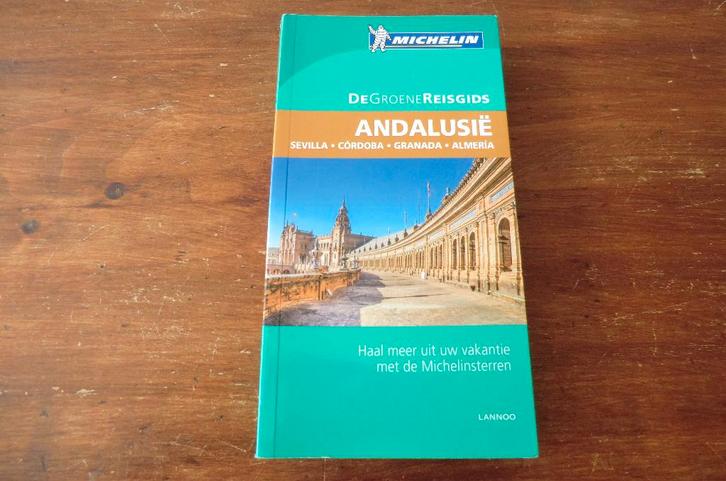 MICHELIN
DEGROENEREISGIDS
ANDALUSIË
SEVILLA • CÓRDOBA • GRANADA • ALMERÍA
Haal meer uit uw vakantie
met de Michelinsterren
LANNOO